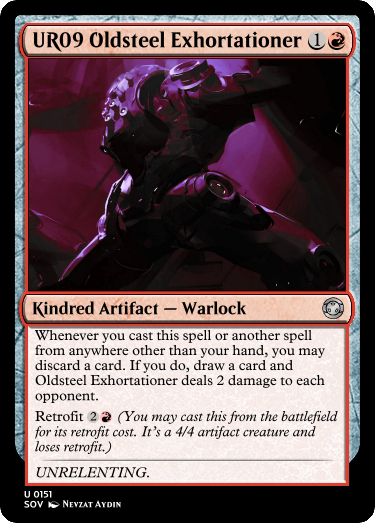 UR09 Oldsteel Exhortationer 1
Kindred Artifact — Warlock
Whenever you cast this spell or another spell
from anywhere other than your hand, you may
discard a card. If you do, draw a card and
Oldsteel Exhortationer deals 2 damage to each
opponent.
Retrofit 2 (You may cast this from the battlefield
for its retrofit cost. It's a 4/4 artifact creature and
loses retrofit.)
UNRELENTING.
U 0151
SOV Nevzat Aydin